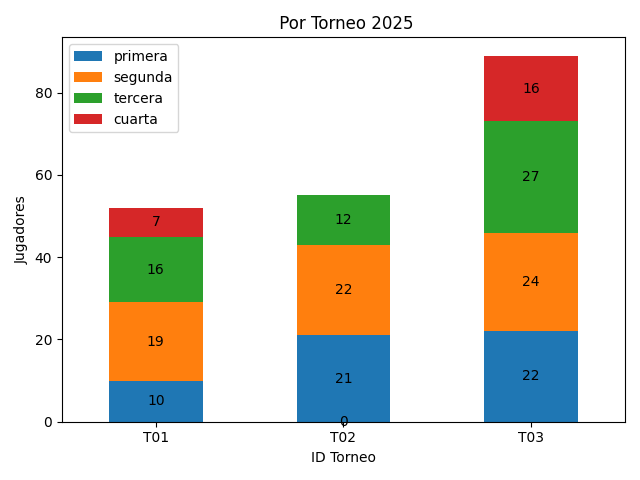 Por Torneo 2025
primera
segunda
tercera
cuarta
Jugadores
80
60
40
20
0
7
16
19
10
12
22
21
0
16
27
24
22
T01
T02
T03
ID Torneo